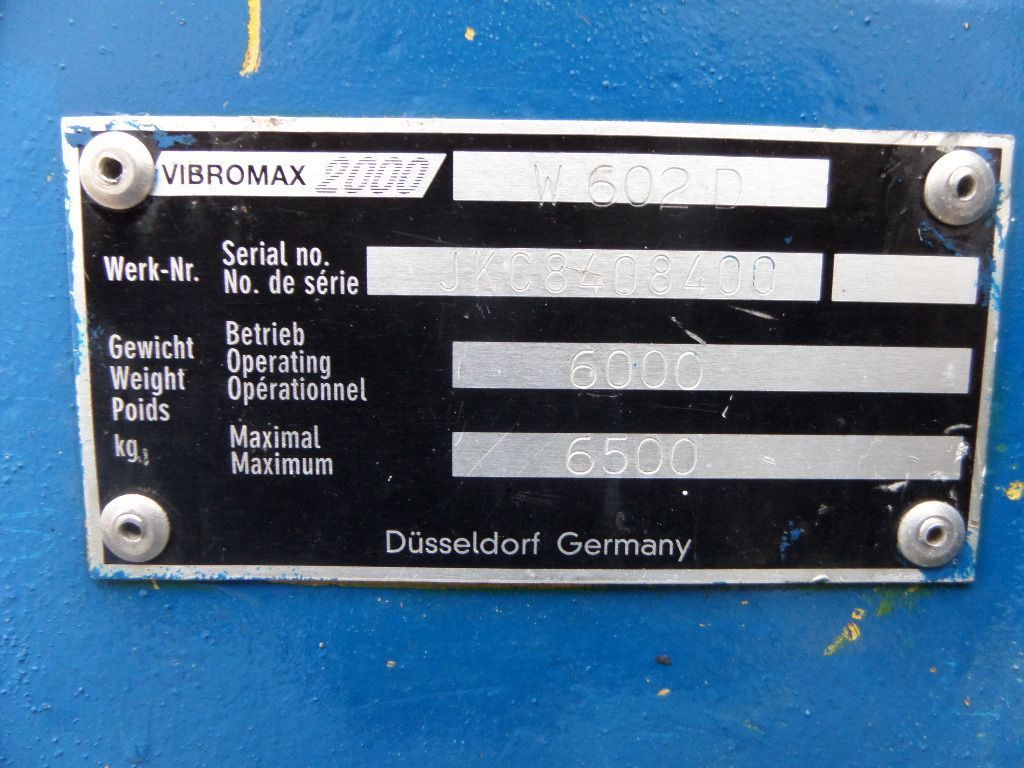 VIBROMAX 2000 W 602 D
Werk-Nr. Serial no. JKC8408400
No. de série
Gewicht Betrieb
Weight Operating 6000
Poids Opérationnel
kg. Maximal 6500
Maximum
Düsseldorf Germany